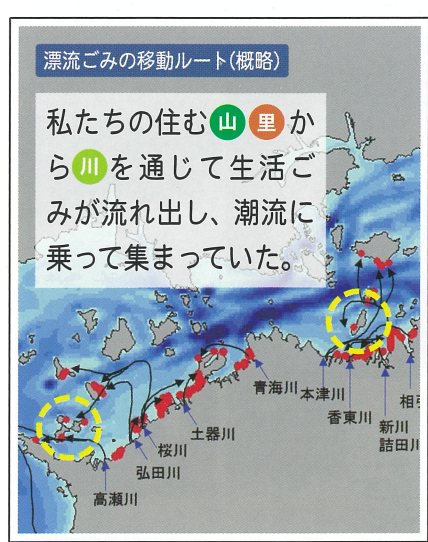 漂流ごみの移動ルート(概略)
私たちの住む山里か
ら川を通じて生活ご
みが流れ出し、潮流に
乗って集まっていた。
青海川
本津川
相引
香東川
新川
詰田川
土器川
桜川
弘田川
高瀬川